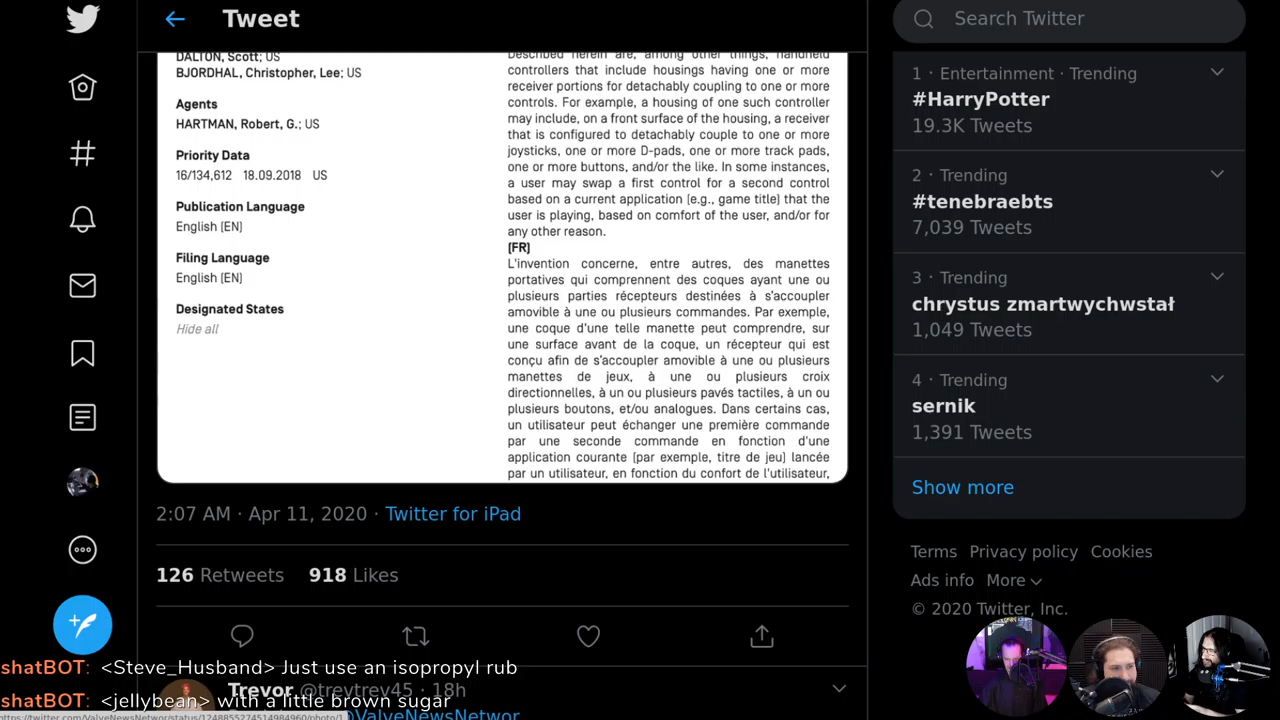 Tweet
Search Twitter
DALTON, Scott; US
BJORDHAL, Christopher, Lee; US
Agents
HARTMAN, Robert, G.; US
Priority Data
16/134,612 18.09.2018 US
Publication Language
English (EN)
Filing Language
English (EN)
Designated States
Hide all
Described herein are, among other things, handheld
controllers that include housings having one or more
receiver portions for detachably coupling to one or more
controls. For example, a housing of one such controller
may include, on a front surface of the housing, a receiver
that is configured to detachably couple to one or more
joysticks, one or more D-pads, one or more track pads,
one or more buttons, and/or the like. In some instances,
a user may swap a first control for a second control
based on a current application (e.g., game title) that the
user is playing, based on comfort of the user, and/or for
any other reason.
(FR)
L'invention concerne, entre autres, des manettes
portatives qui comprennent des coques ayant une ou
plusieurs parties récepteurs destinées à s'accoupler
amovible à une ou plusieurs commandes. Par exemple,
une coque d'une telle manette peut comprendre, sur
une surface avant de la coque, un récepteur qui est
conçu afin de s'accoupler amovible à une ou plusieurs
manettes de jeux, à une ou plusieurs croix
directionnelles, à un ou plusieurs pavés tactiles, à un ou
plusieurs boutons, et/ou analogues. Dans certains cas,
un utilisateur peut échanger une première commande
par une seconde commande en fonction d'une
application courante (par exemple, titre de jeu) lancée
par un utilisateur, en fonction du confort de l'utilisateur,
2:07 AM · Apr 11, 2020 · Twitter for iPad
126 Retweets 918 Likes
Trevor @treytrey45 · 18h
@ValveNewsNetwor
shatBOT: <Steve_Husband> Just use an isopropyl rub
shatBOT: <jellybean> with a little brown sugar
1 · Entertainment · Trending
#HarryPotter
19.3K Tweets
2 · Trending
#tenebraebts
7,039 Tweets
3 · Trending
chrystus zmartwychwstał
1,049 Tweets
4 · Trending
sernik
1,391 Tweets
Show more
Terms Privacy policy Cookies
Ads info More
© 2020 Twitter, Inc.